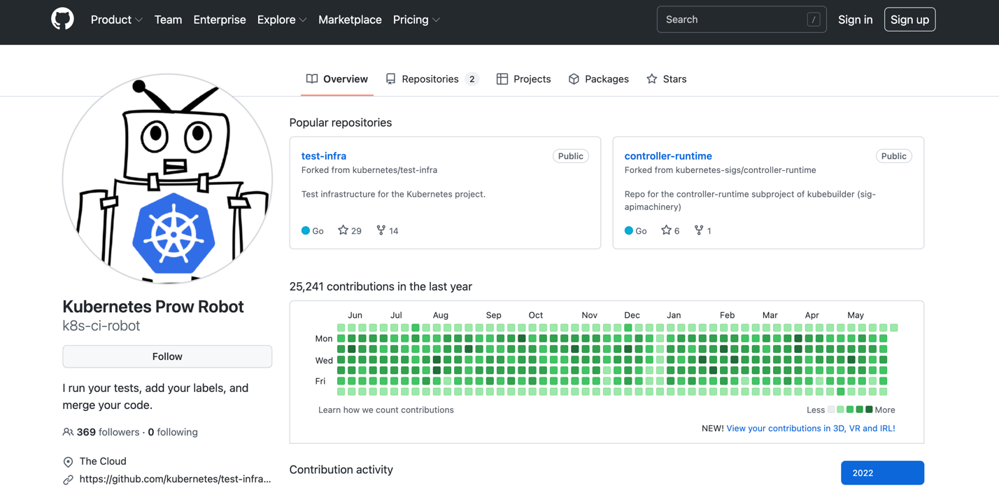 Product Team Enterprise Explore Marketplace Pricing Search / Sign in Sign up
Overview Repositories 2 Projects Packages Stars
Kubernetes Prow Robot
k8s-ci-robot
Follow
I run your tests, add your labels, and
merge your code.
369 followers · 0 following
The Cloud
https://github.com/kubernetes/test-infra...
Popular repositories
test-infra Public
Forked from kubernetes/test-infra
Test infrastructure for the Kubernetes project.
Go 29 14
controller-runtime Public
Forked from kubernetes-sigs/controller-runtime
Repo for the controller-runtime subproject of kubebuilder (sig-
apimachinery)
Go 6 1
25,241 contributions in the last year
Jun Jul Aug Sep Oct Nov Dec Jan Feb Mar Apr May
Mon
Wed
Fri
Learn how we count contributions Less More
NEW! View your contributions in 3D, VR and IRL!
Contribution activity 2022